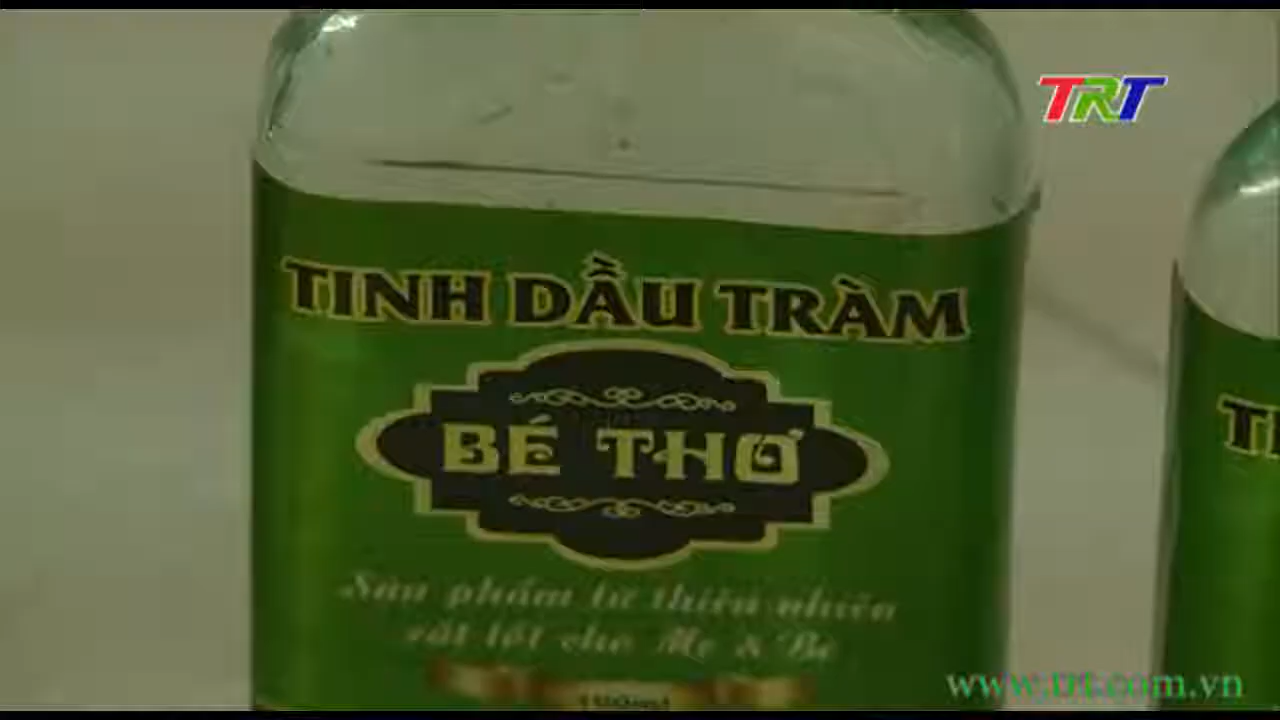 TRT
TINH DẦU TRÀM
BÉ THƠ
Sản phẩm từ thiên nhiên
rất tốt cho Mẹ & Bé
100ml
www.trt.com.vn